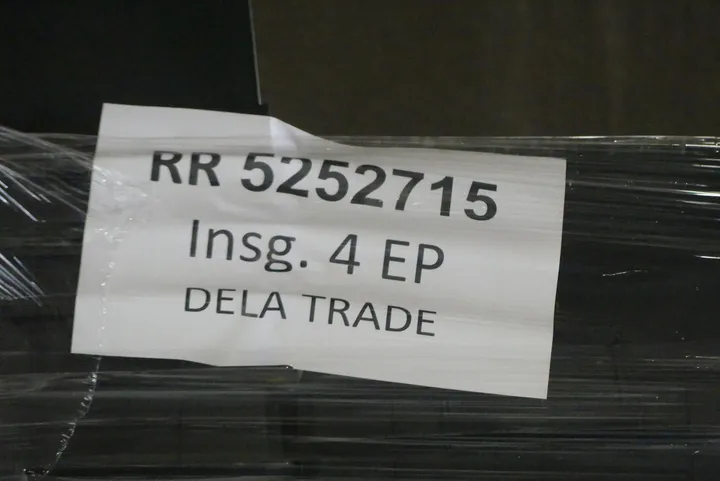 RR 5252715
Insg. 4 EP
DELA TRADE